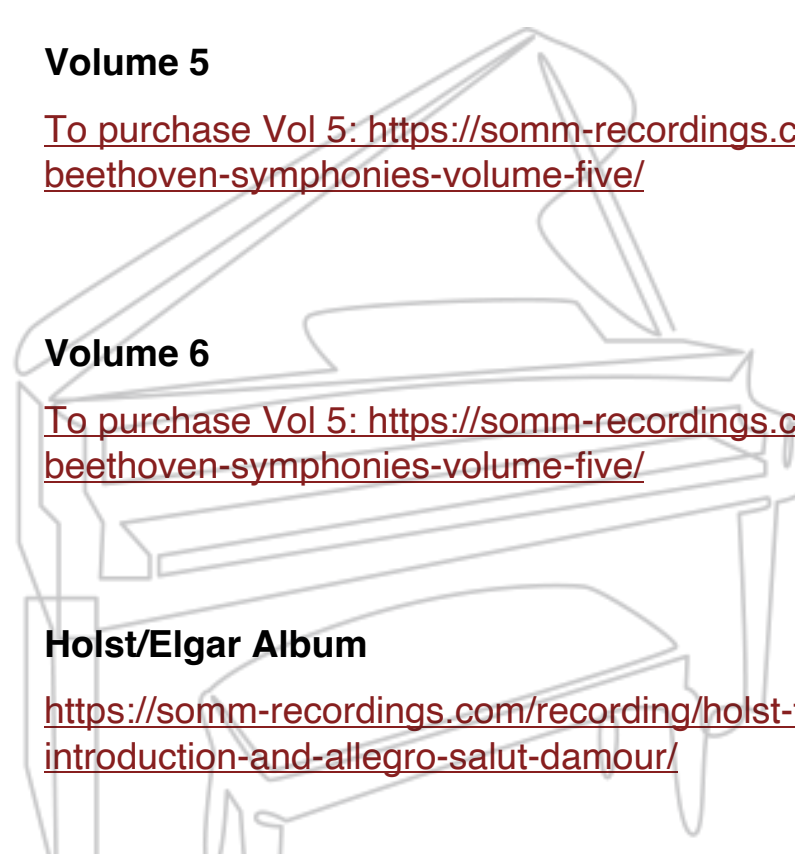 Volume 5
To purchase Vol 5: https://somm-recordings.c
beethoven-symphonies-volume-five/
Volume 6
To purchase Vol 5: https://somm-recordings.c
beethoven-symphonies-volume-five/
Holst/Elgar Album
https://somm-recordings.com/recording/holst-
introduction-and-allegro-salut-damour/